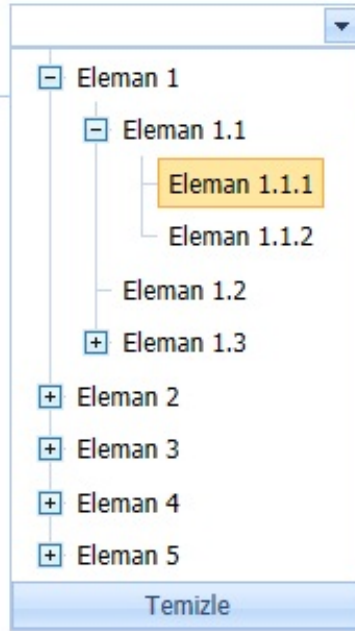 Eleman 1
Eleman 1.1
Eleman 1.1.1
Eleman 1.1.2
Eleman 1.2
Eleman 1.3
Eleman 2
Eleman 3
Eleman 4
Eleman 5
Temizle